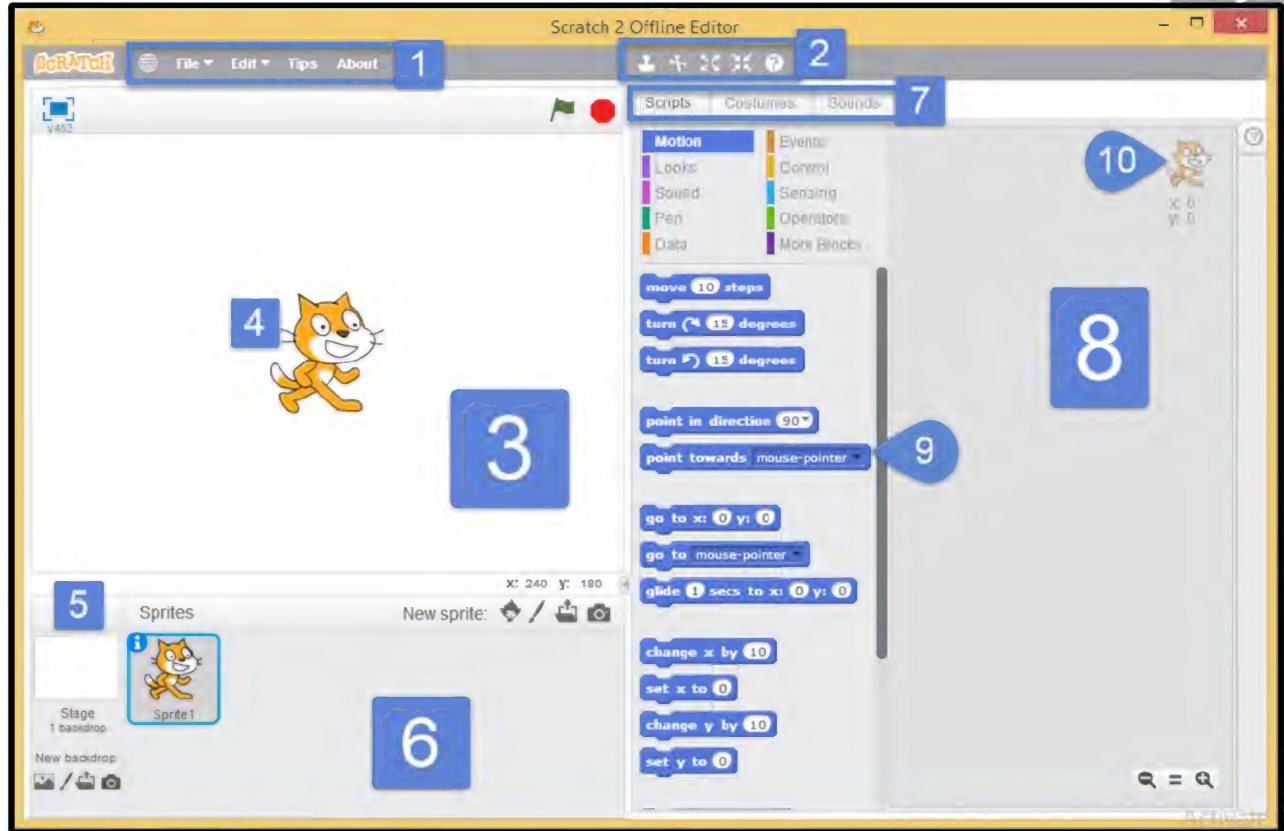 Scratch 2 Offline Editor
SCRATCH File Edit Tips About 1 2
v453
Scripts Costumes Sounds 7
Motion Events
Looks Control
Sound Sensing
Pen Operators
Data More Blocks
10
x: 0
y: 0
move 10 steps
turn 15 degrees
turn 15 degrees
4
3
8
point in direction 90
point towards mouse-pointer
9
go to x: 0 y: 0
go to mouse-pointer
glide 1 secs to x: 0 y: 0
x: 240 y: 180
5
Sprites New sprite:
change x by 10
set x to 0
change y by 10
set y to 0
Stage
1 backdrop
Sprite1
6
New backdrop
Activate